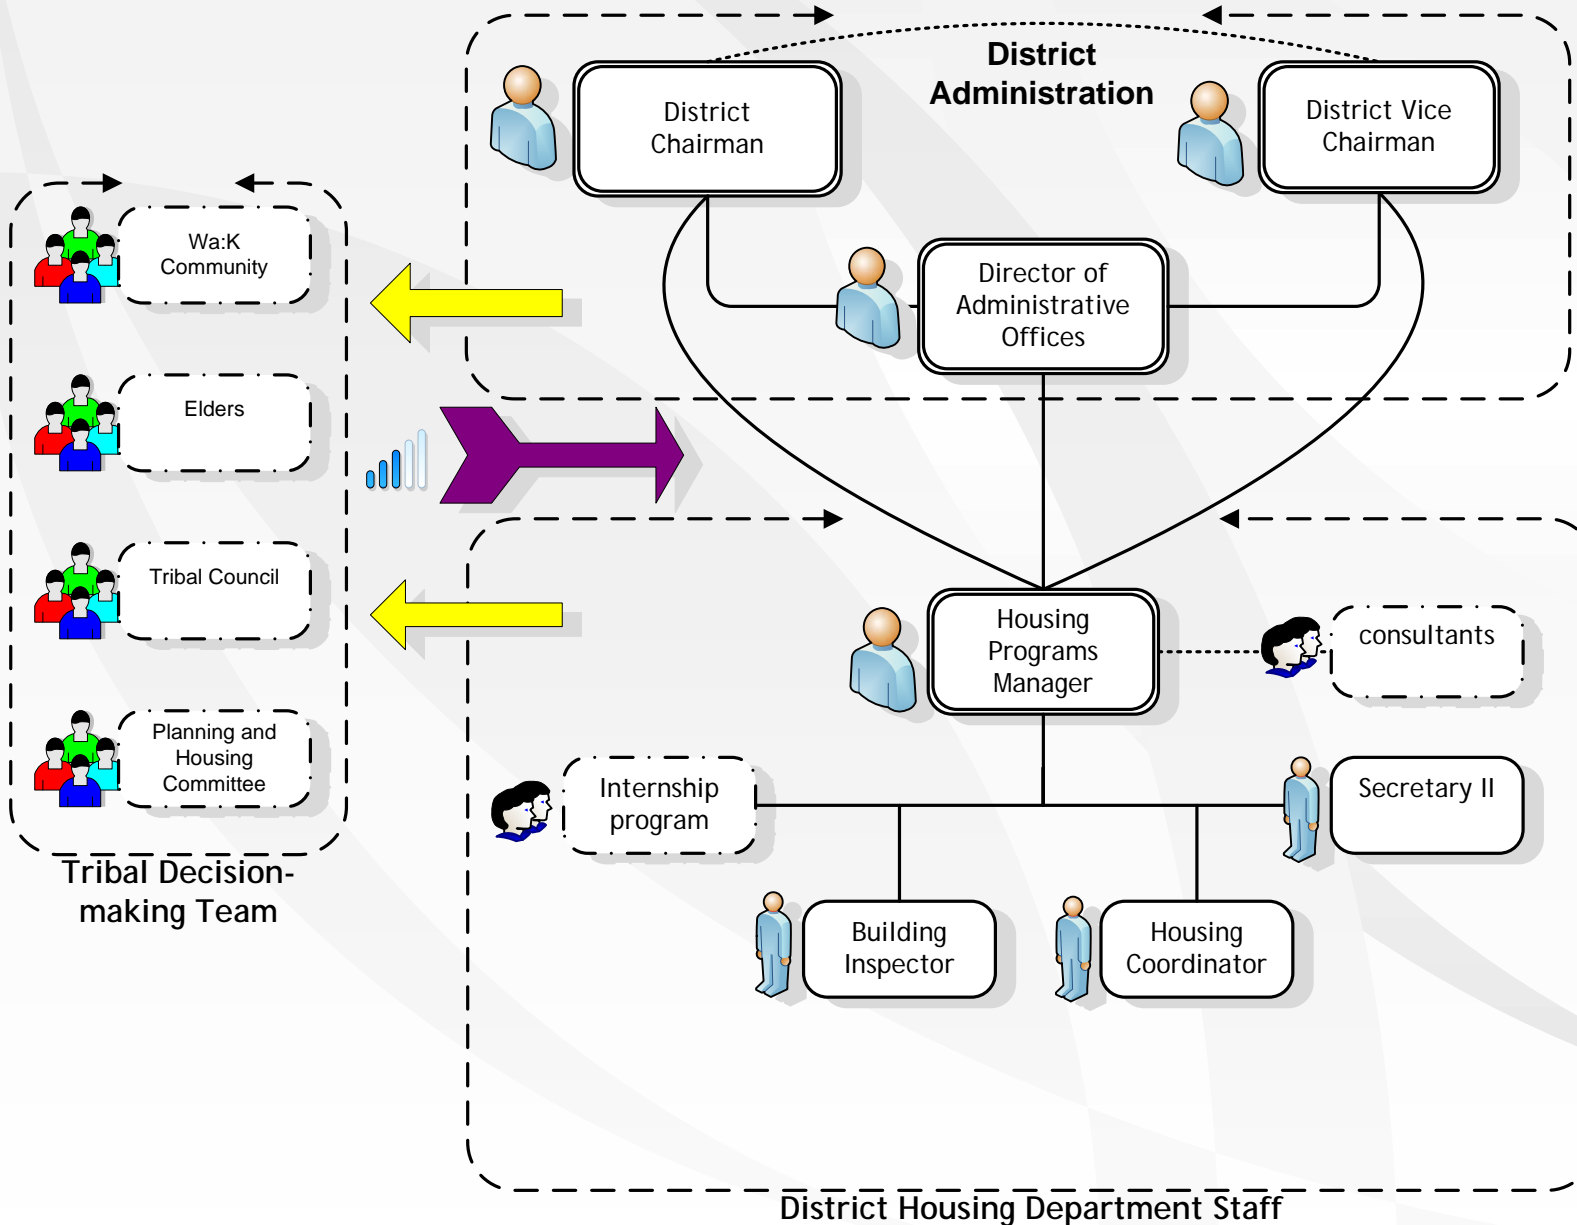 District
Administration
District
Chairman
District Vice
Chairman
Director of
Administrative
Offices
Wa:K
Community
Elders
Tribal Council
Planning and
Housing
Committee
Tribal Decision-
making Team
Housing
Programs
Manager
consultants
Internship
program
Secretary II
Building
Inspector
Housing
Coordinator
District Housing Department Staff